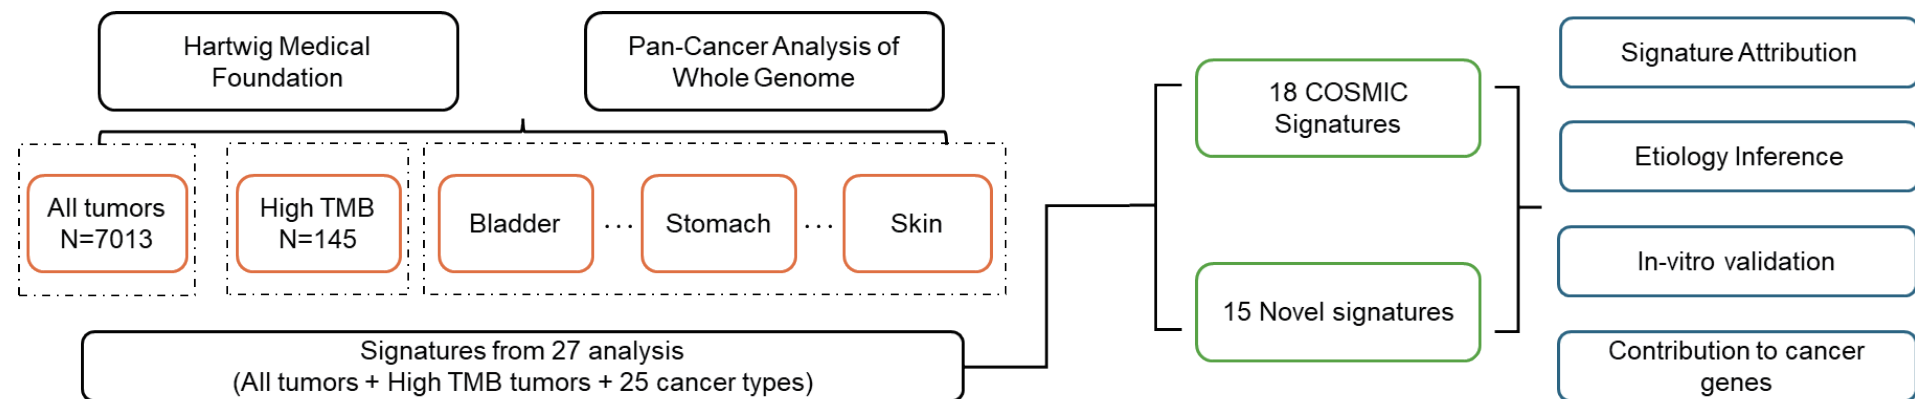 Hartwig Medical
Foundation
Pan-Cancer Analysis of
Whole Genome
All tumors
N=7013
High TMB
N=145
Bladder
...
Stomach
...
Skin
Signatures from 27 analysis
(All tumors + High TMB tumors + 25 cancer types)
18 COSMIC
Signatures
15 Novel signatures
Signature Attribution
Etiology Inference
In-vitro validation
Contribution to cancer
genes